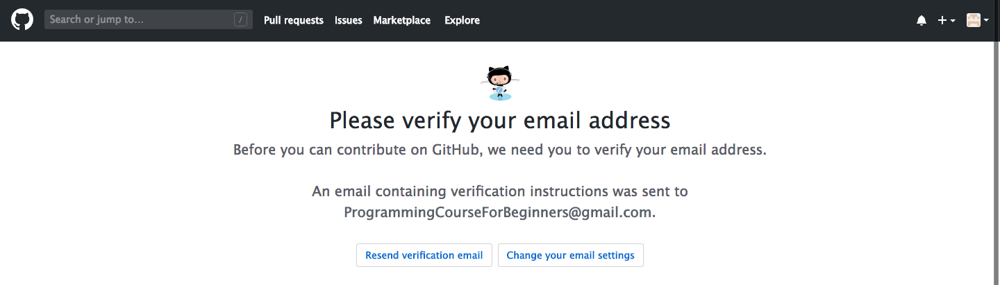 Search or jump to... / Pull requests Issues Marketplace Explore
Please verify your email address
Before you can contribute on GitHub, we need you to verify your email address.
An email containing verification instructions was sent to
ProgrammingCourseForBeginners@gmail.com.
Resend verification email Change your email settings